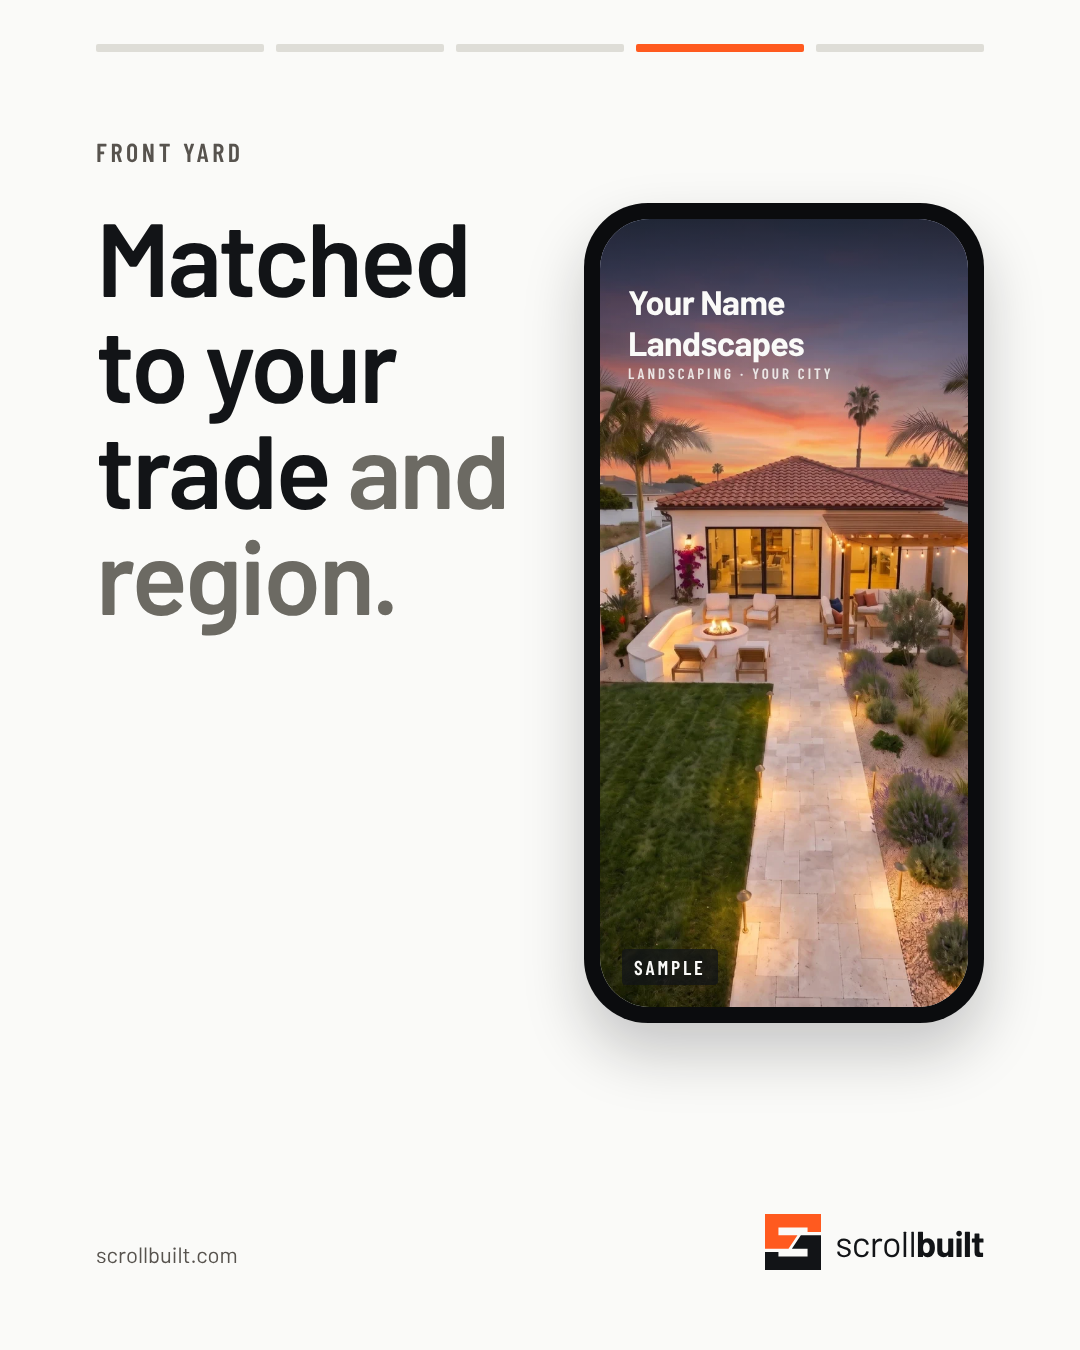 FRONT YARD
Matched
to your
trade and
region.
Your Name
Landscapes
LANDSCAPING · YOUR CITY
SAMPLE
scrollbuilt.com
scrollbuilt